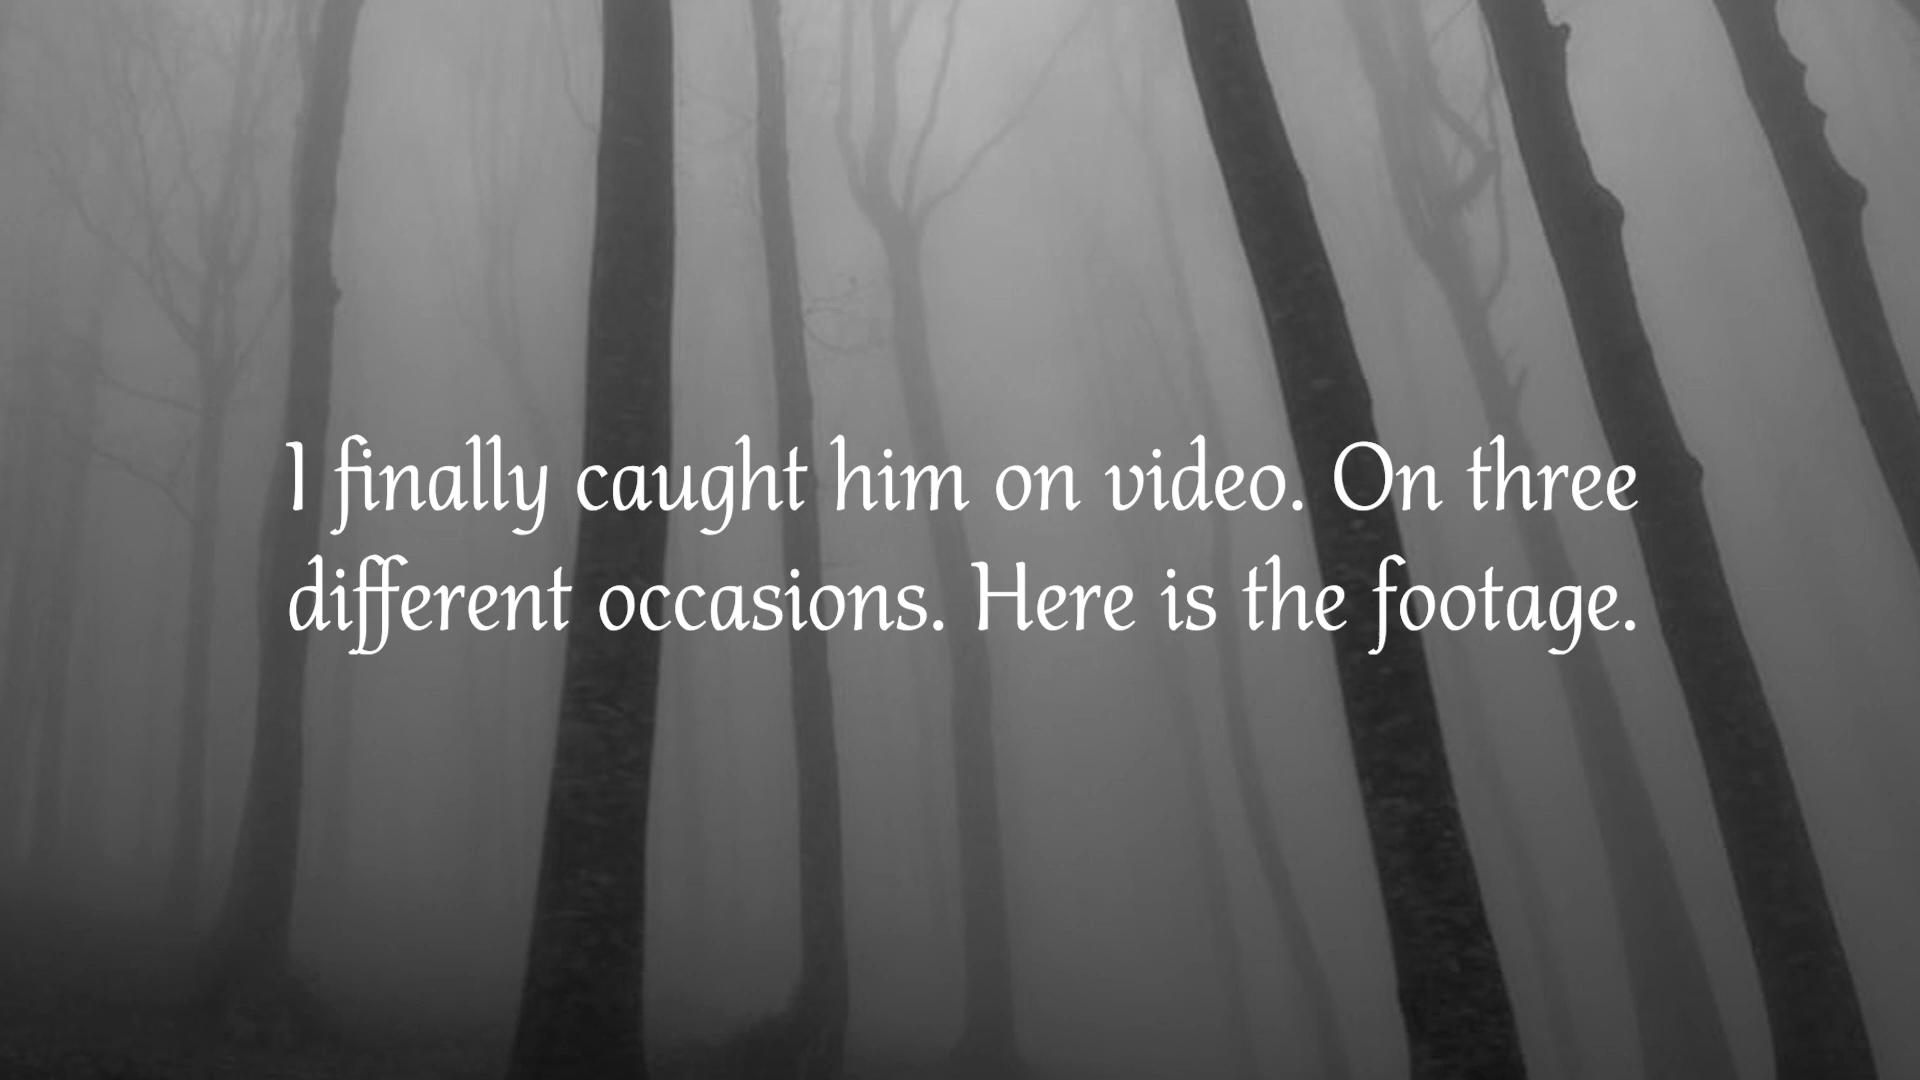 I finally caught him on video. On three
different occasions. Here is the footage.